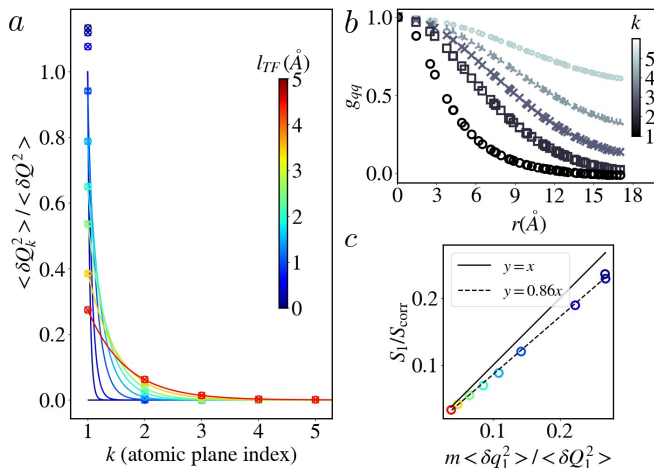 a
l_TF(Å)
5
4
3
2
1
0
1.0
0.8
0.6
0.4
0.2
0.0
<δQ_k^2>/<δQ^2>
1 2 3 4 5
k (atomic plane index)
b
k
1.0
0.5
0.0
g_qq
5
4
3
2
1
0 3 6 9 12 15 18
r(Å)
c
y=x
y=0.86x
0.2
0.1
S_1/S_corr
0.1 0.2
m<δq_1^2>/<δQ_1^2>